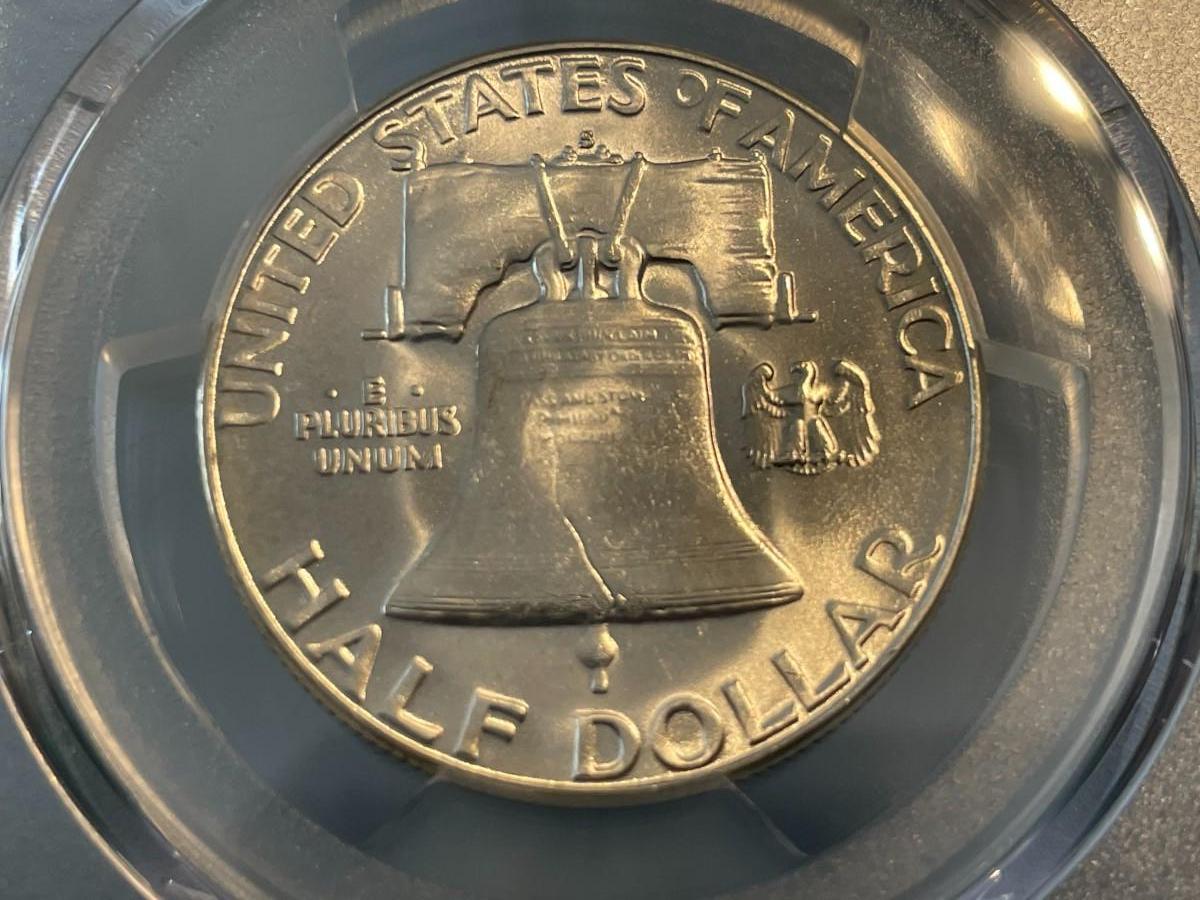 UNITED STATES OF AMERICA
S
· E ·
PLURIBUS
UNUM
HALF DOLLAR